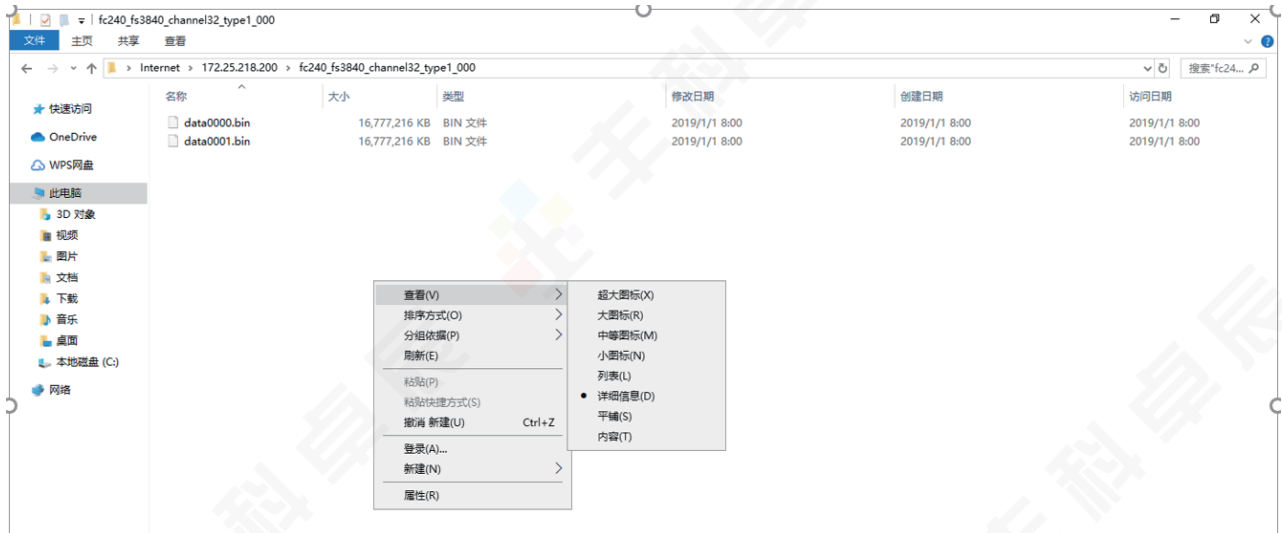 fc240_fs3840_channel32_type1_000
文件 主页 共享 查看
Internet › 172.25.218.200 › fc240_fs3840_channel32_type1_000 搜索"fc24...
名称 大小 类型 修改日期 创建日期 访问日期
data0000.bin 16,777,216 KB BIN 文件 2019/1/1 8:00 2019/1/1 8:00 2019/1/1 8:00
data0001.bin 16,777,216 KB BIN 文件 2019/1/1 8:00 2019/1/1 8:00 2019/1/1 8:00
快速访问
OneDrive
WPS网盘
此电脑
3D 对象
视频
图片
文档
下载
音乐
桌面
本地磁盘 (C:)
网络
查看(V)
排序方式(O)
分组依据(P)
刷新(E)
粘贴(P)
粘贴快捷方式(S)
撤消 新建(U) Ctrl+Z
登录(A)...
新建(N)
属性(R)
超大图标(X)
大图标(R)
中等图标(M)
小图标(N)
列表(L)
详细信息(D)
平铺(S)
内容(T)
丰科卓辰